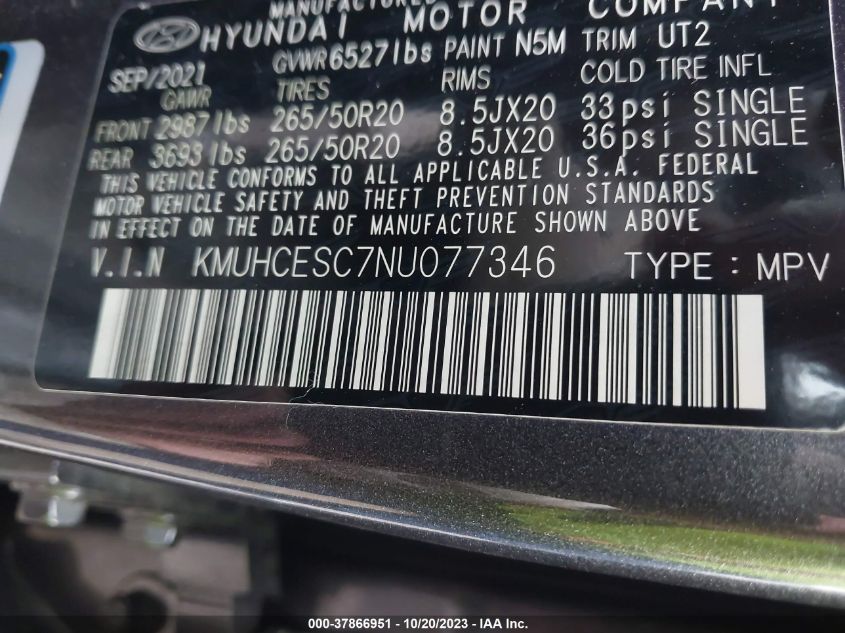 MANUFACTURED
HYUNDAI MOTOR COMPANY
SEP/2021 GVWR 6527lbs PAINT N5M TRIM UT2
GAWR TIRES RIMS COLD TIRE INFL
FRONT 2987lbs 265/50R20 8.5JX20 33psi SINGLE
REAR 3693lbs 265/50R20 8.5JX20 36psi SINGLE
THIS VEHICLE CONFORMS TO ALL APPLICABLE U.S.A. FEDERAL
MOTOR VEHICLE SAFETY AND THEFT PREVENTION STANDARDS
IN EFFECT ON THE DATE OF MANUFACTURE SHOWN ABOVE
V.I.N KMUHCESC7NU077346 TYPE : MPV
000-37866951 | 10/20/2023 | IAA Inc.